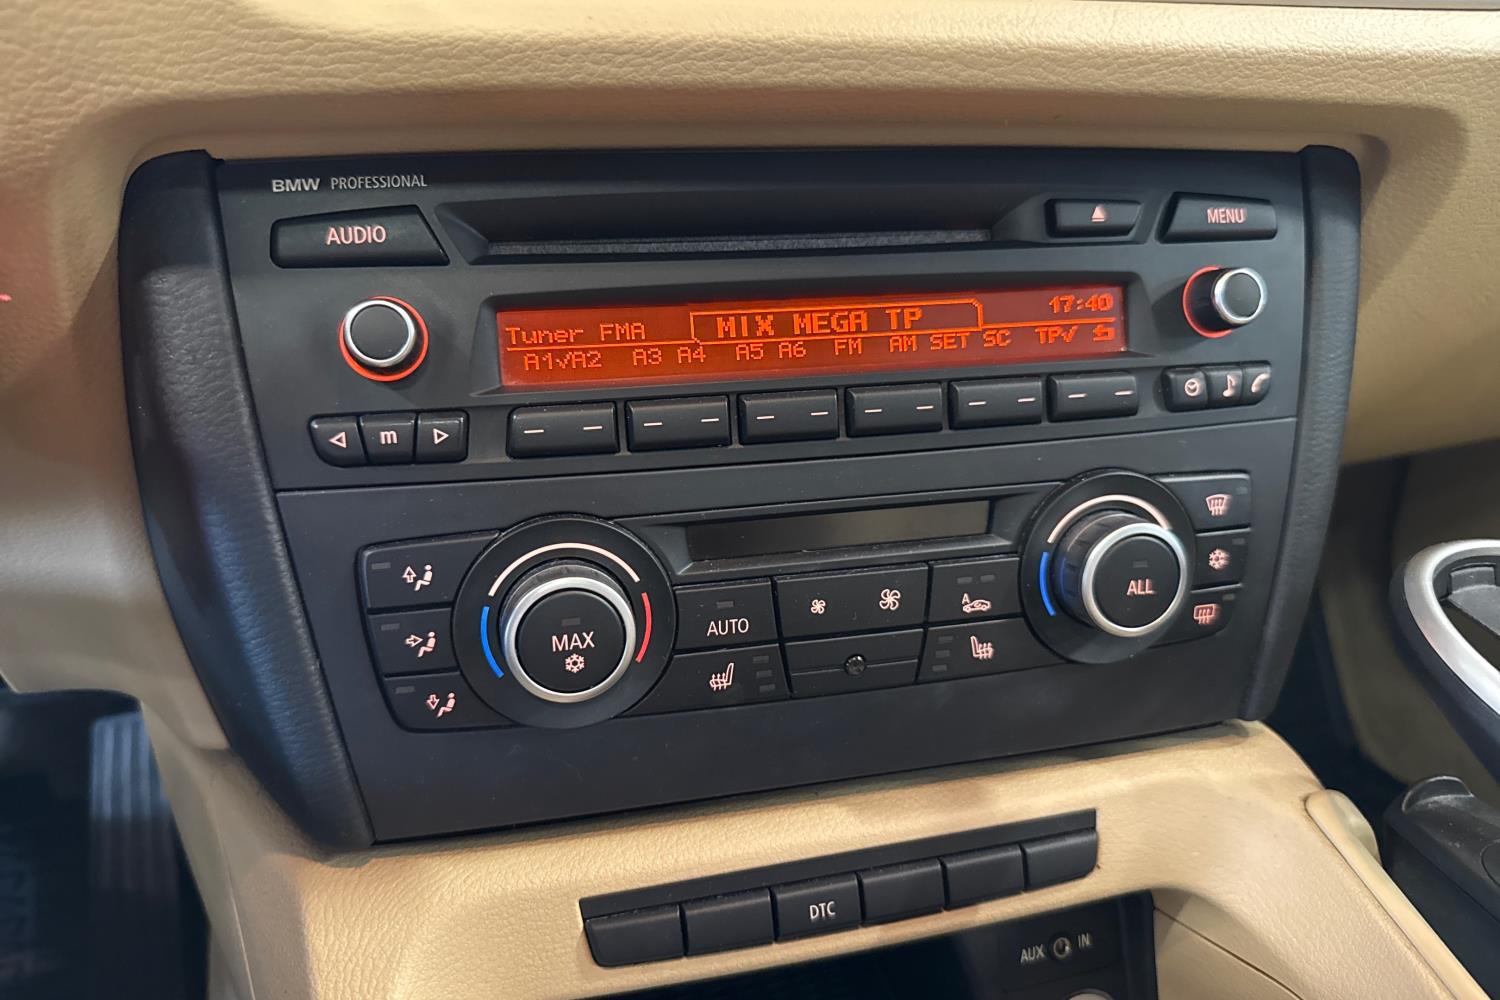 BMW PROFESSIONAL
AUDIO
MENU
Tuner FMA MIX MEGA TP 17:40
A1√A2 A3 A4 A5 A6 FM AM SET SC TP√
m
MAX
AUTO
A
ALL
DTC
AUX IN